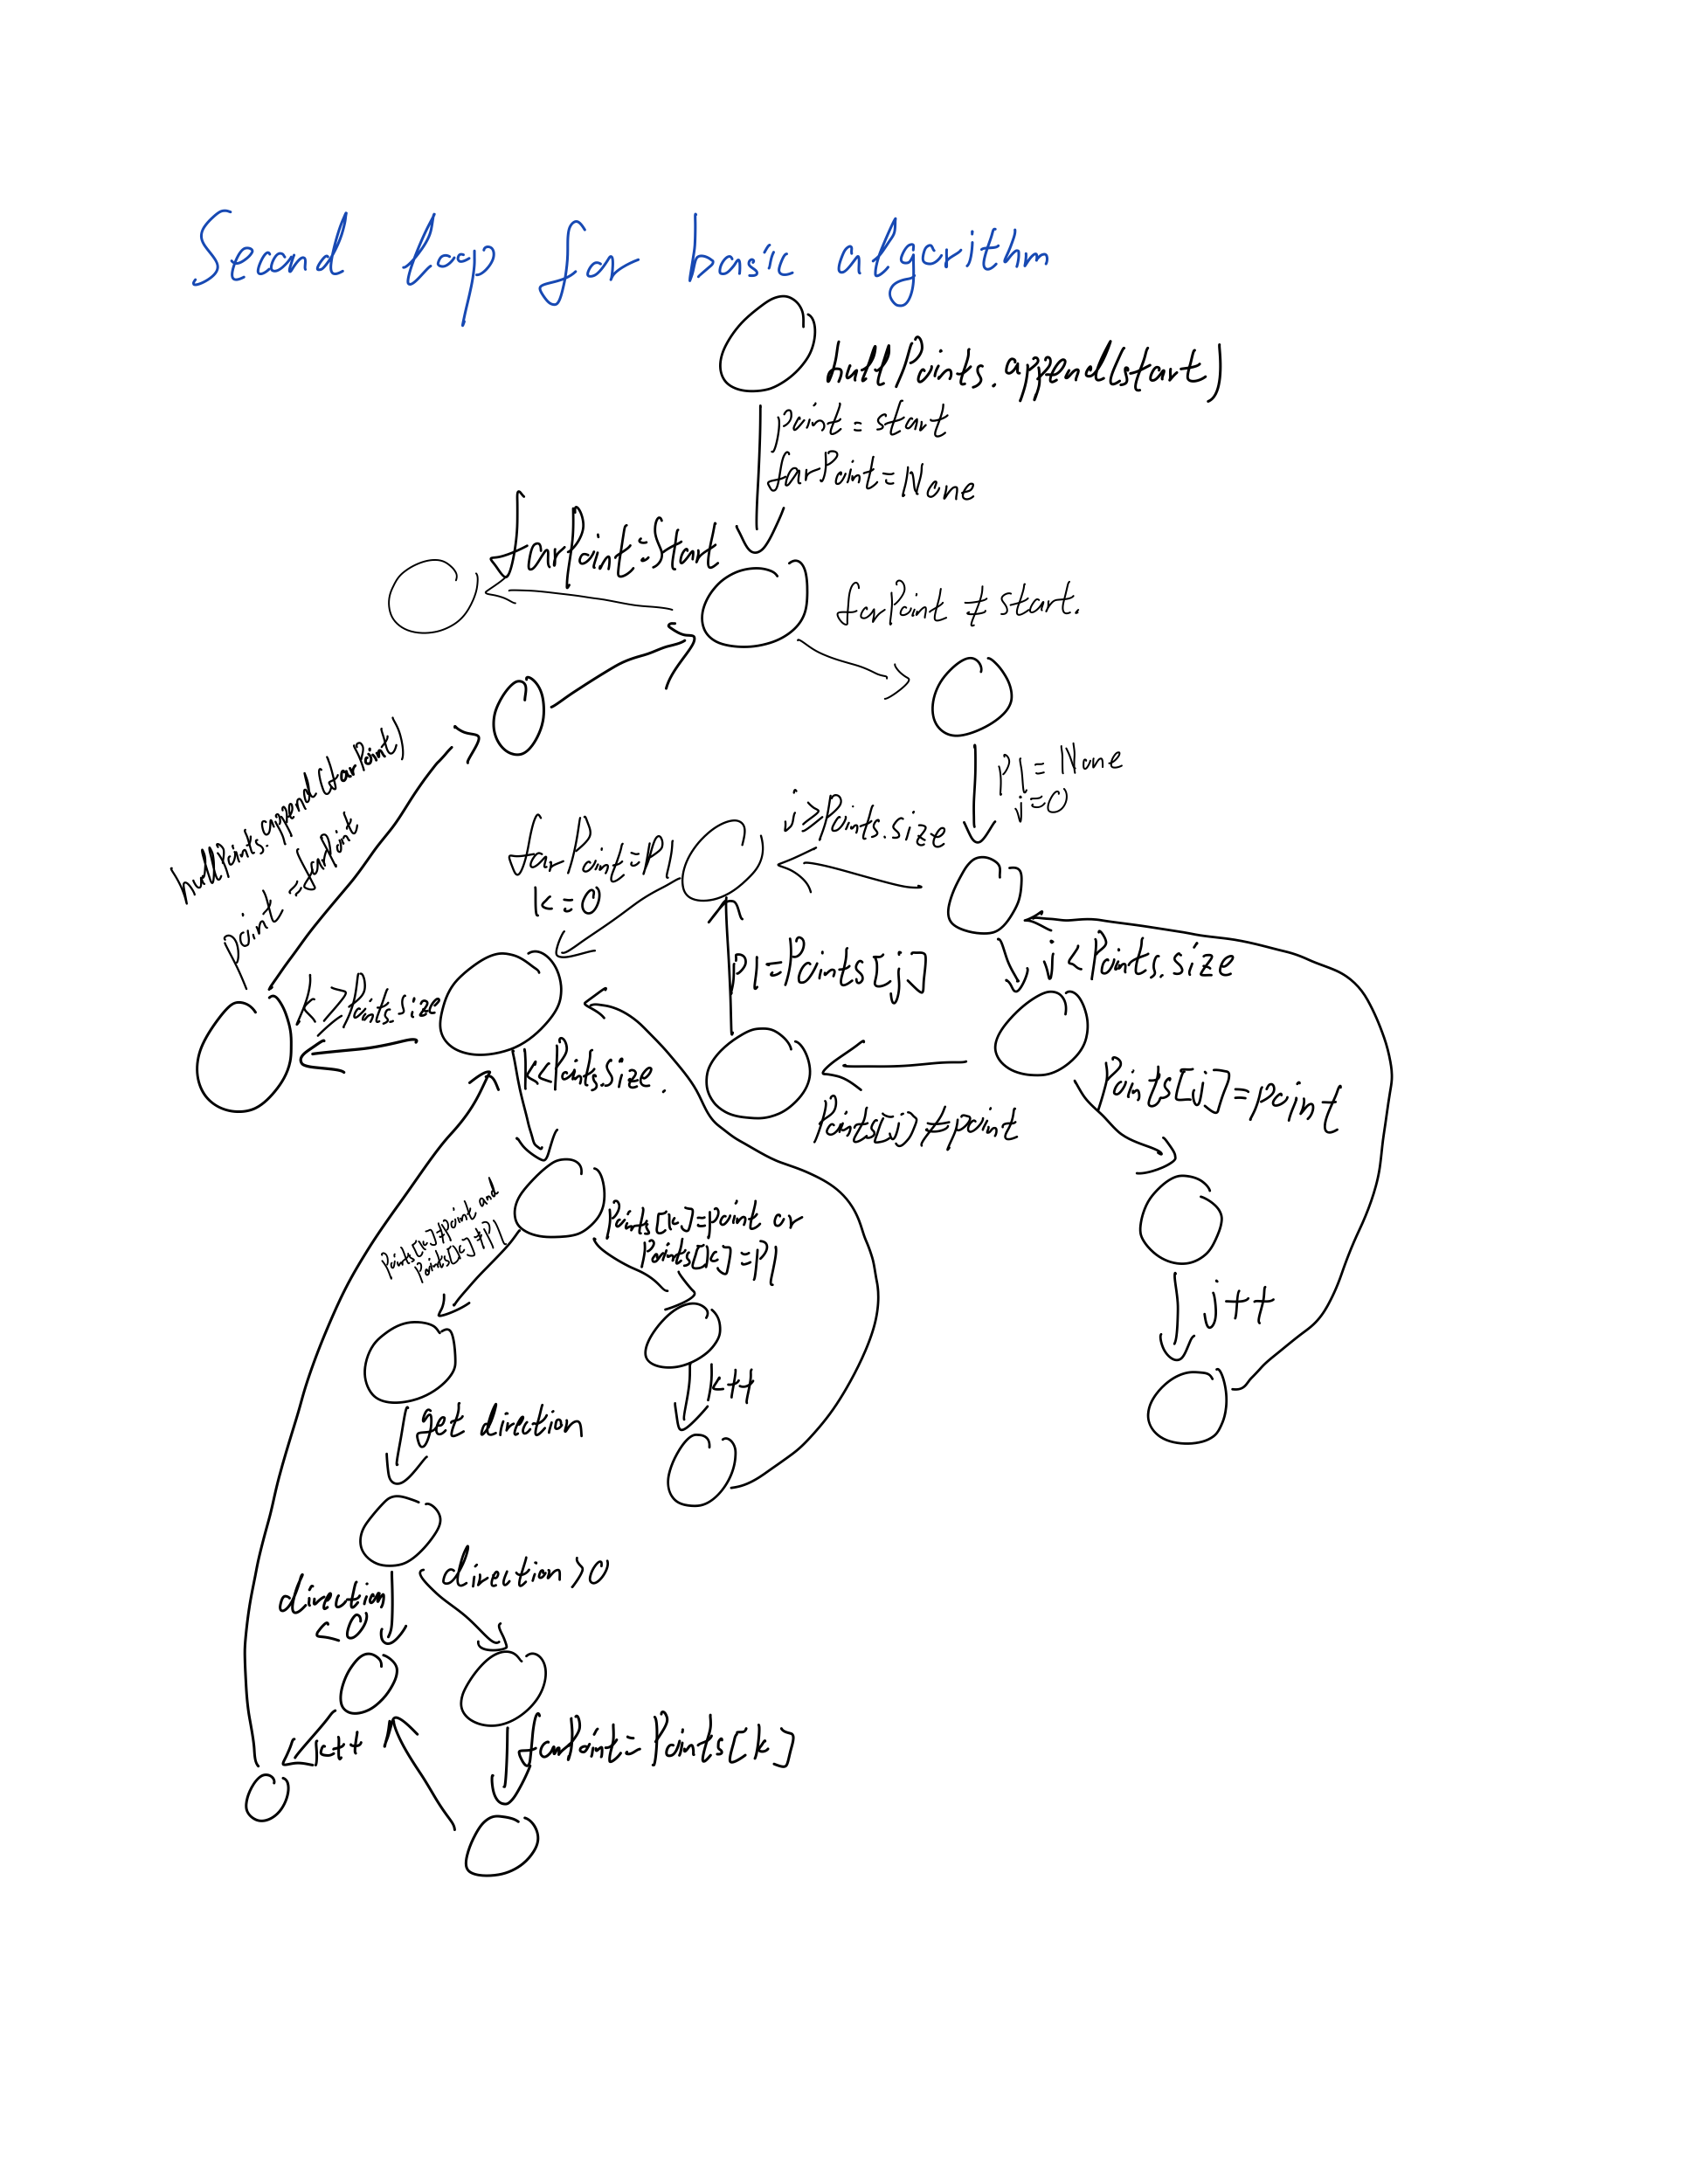 Second loop for basic algorithm
hullPoints.append(start)
point = start
farPoint = None
farPoint = Start
farPoint ≠ start.
P1 = None
j=0
j ≥ Points.size
farPoint = P1
k = 0
hullPoints.append(farPoint)
point = farPoint
j < Points.size
P1 = Points[j]
k ≥ Points.size
k < Points.size.
Points[j] = point
Points[j] ≠ point
Points[k] ≠ point and
Points[k] ≠ P1
Points[k] = point or
Points[k] = P1
j++
k++
get direction
direction > 0
direction
< 0
farPoint = Points[k]
k++